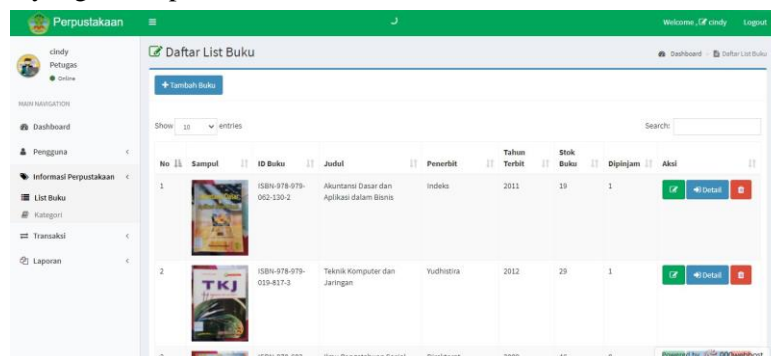 Perpustakaan
Welcome, cindy Logout
cindy
Petugas
Online
MAIN NAVIGATION
Dashboard
Pengguna
Informasi Perpustakaan
List Buku
Kategori
Transaksi
Laporan
Daftar List Buku
Dashboard Daftar List Buku
+ Tambah Buku
Show 10 entries
Search:
No Sampul ID Buku Judul Penerbit Tahun Terbit Stok Buku Dipinjam Aksi
1 ISBN-978-979-062-130-2 Akuntansi Dasar dan Aplikasi dalam Bisnis Indeks 2011 19 1 Detail
2 TKJ ISBN-978-979-019-817-3 Teknik Komputer dan Jaringan Yudhistira 2012 29 1 Detail